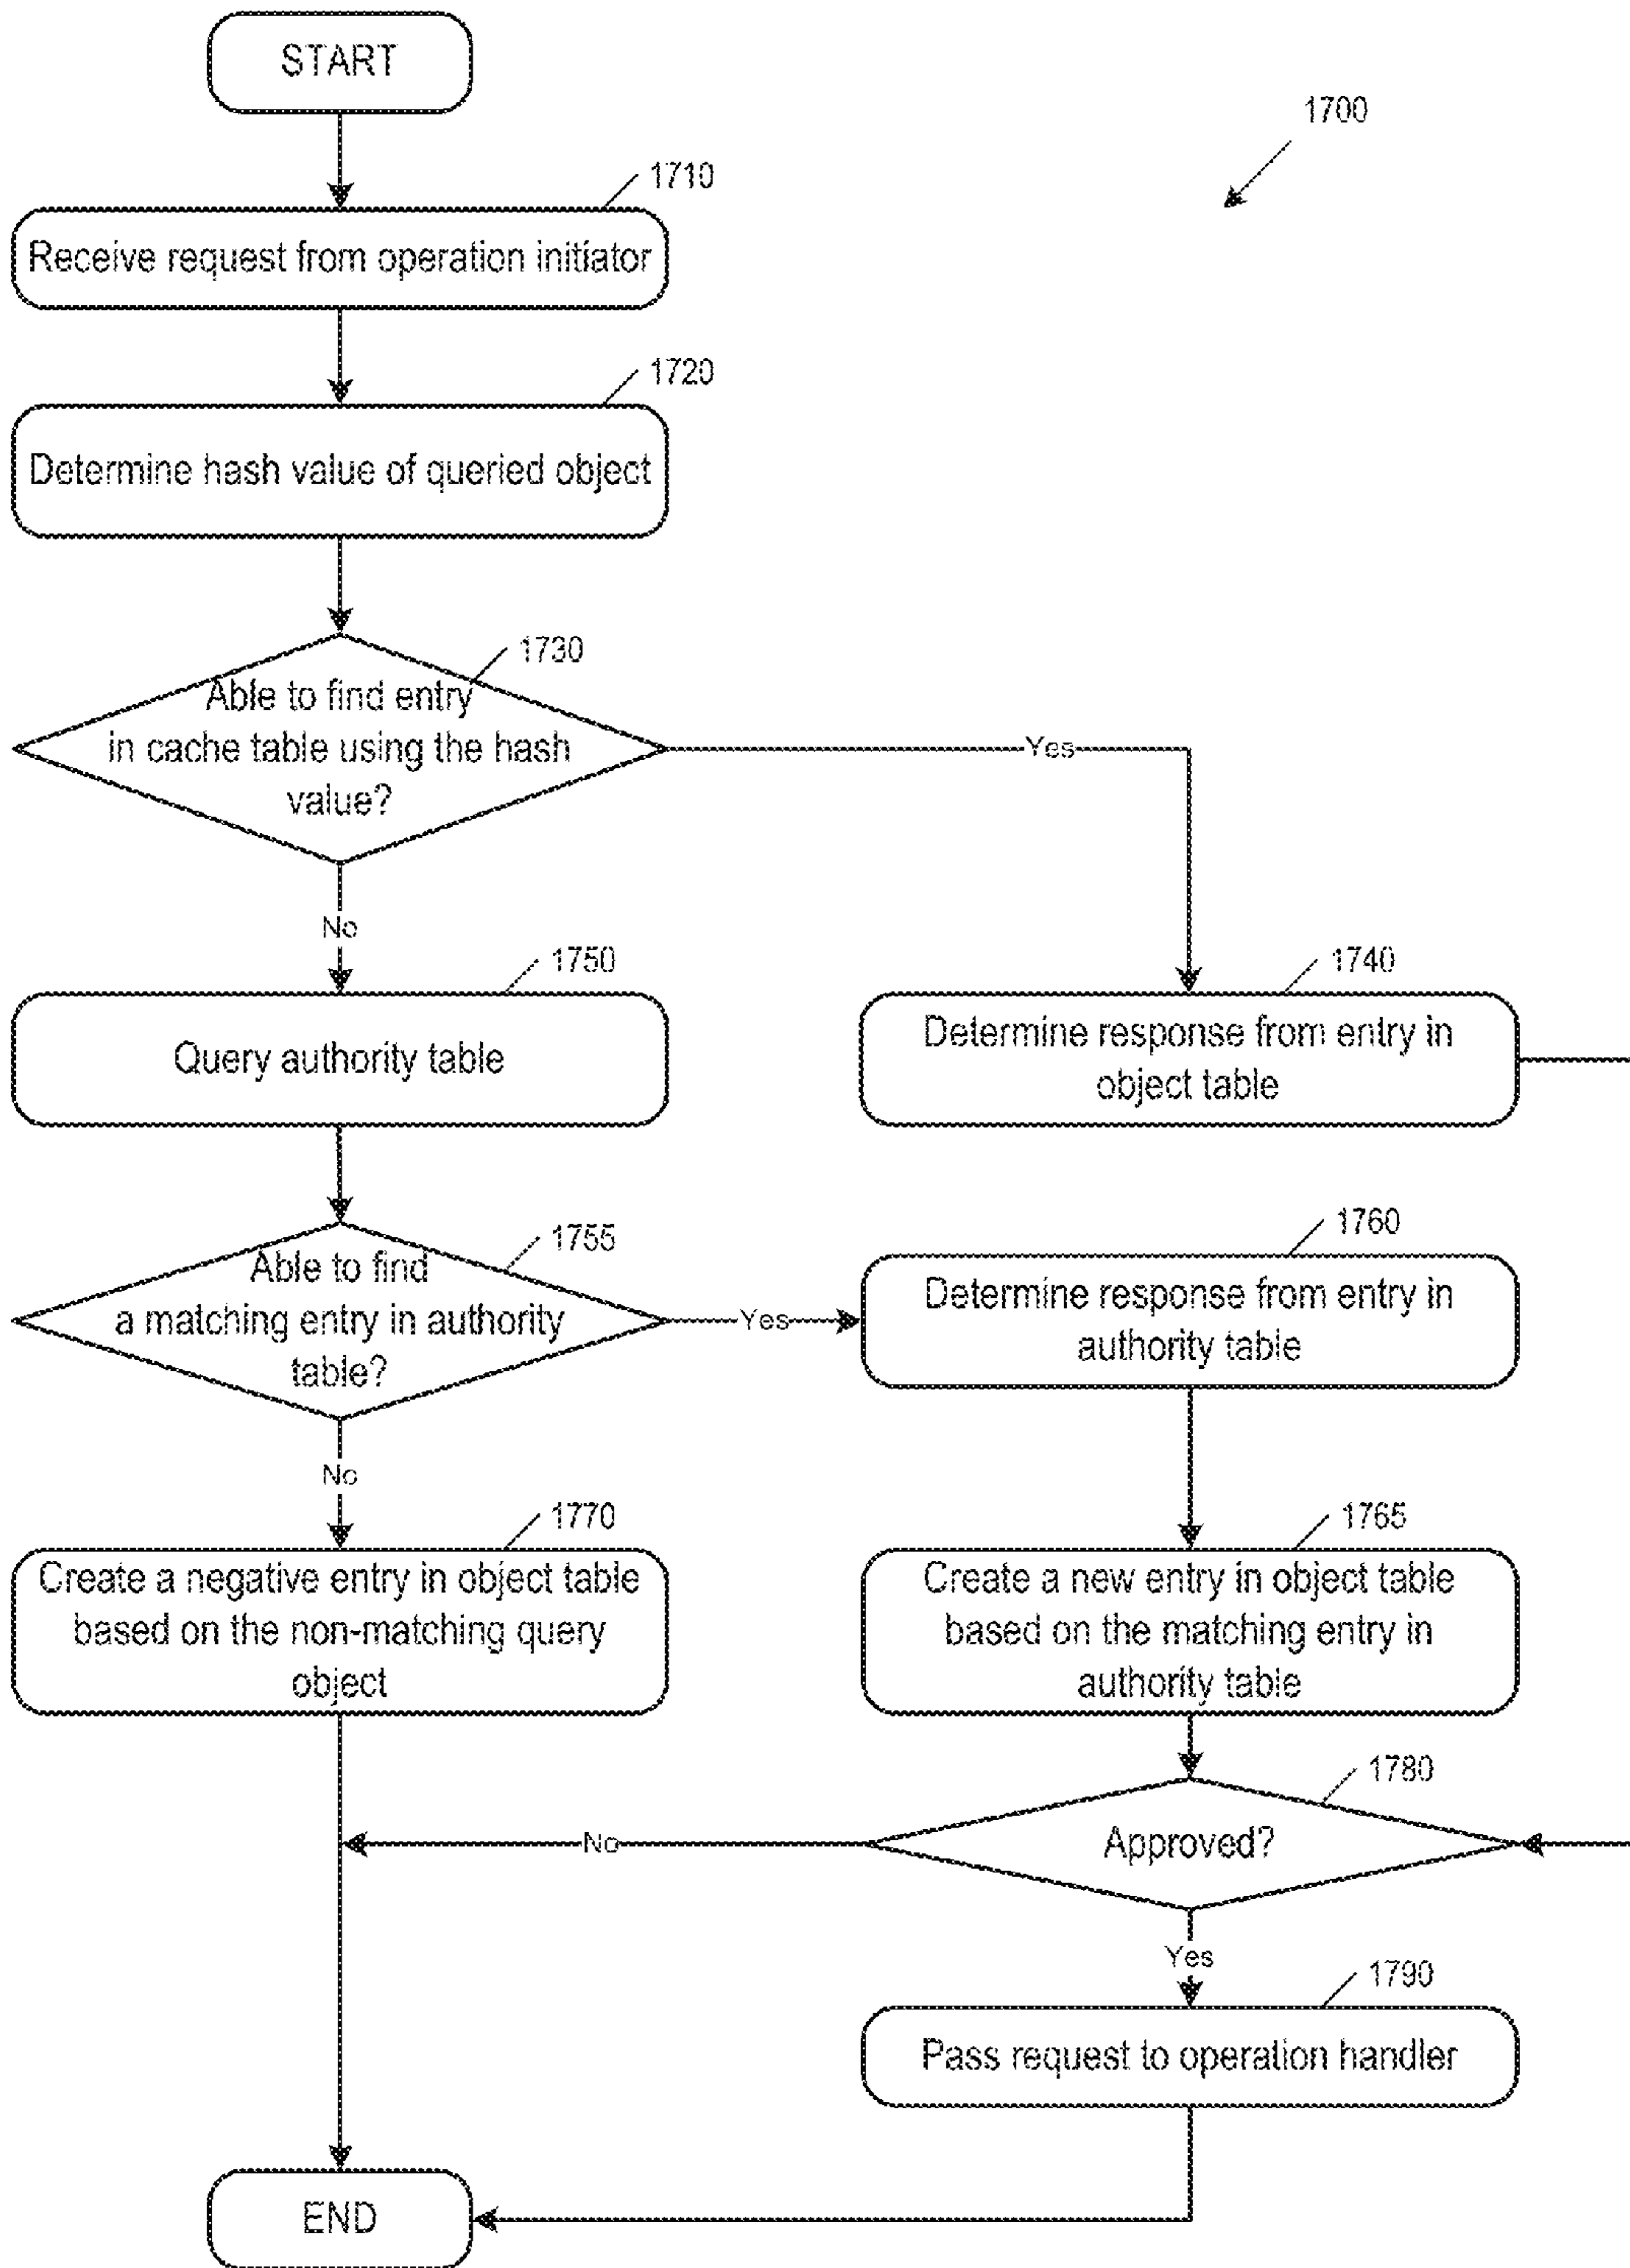 START
1700
1710
Receive request from operation initiator
1720
Determine hash value of queried object
1730
Able to find entry
in cache table using the hash
value?
Yes
No
1750
Query authority table
1740
Determine response from entry in
object table
1755
Able to find
a matching entry in authority
table?
Yes
1760
Determine response from entry in
authority table
No
1770
Create a negative entry in object table
based on the non-matching query
object
1765
Create a new entry in object table
based on the matching entry in
authority table
1780
Approved?
No
Yes
1790
Pass request to operation handler
END